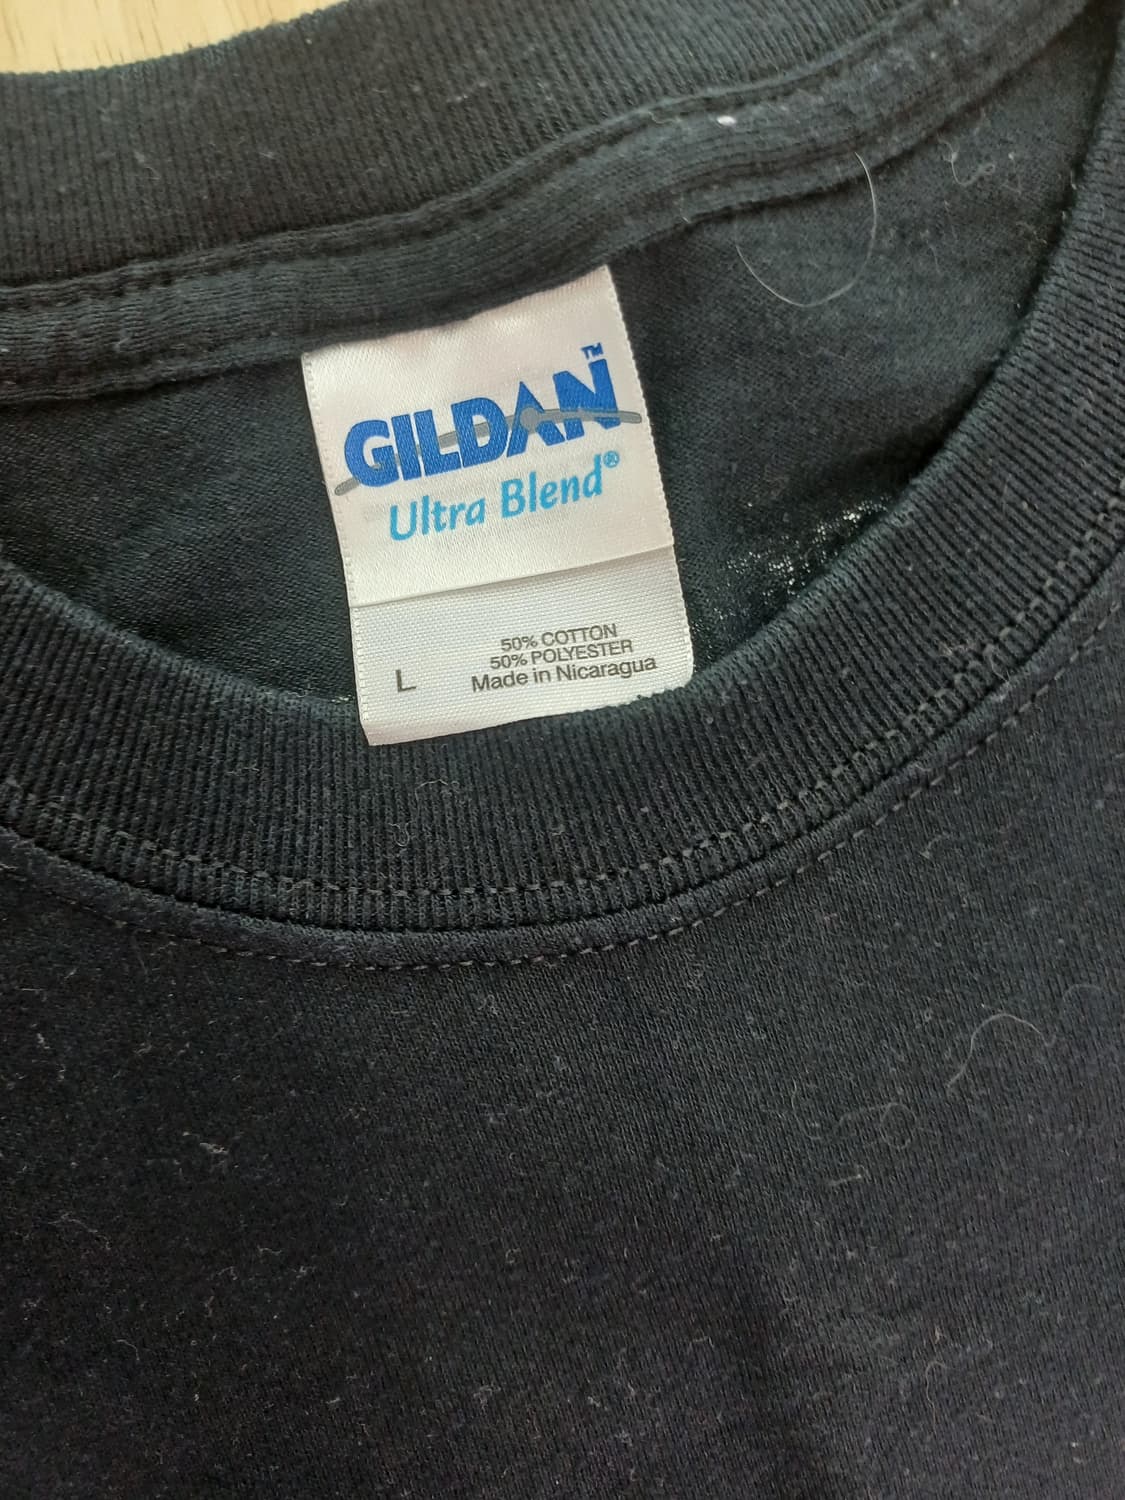 GILDAN™
Ultra Blend®
50% COTTON
50% POLYESTER
L Made in Nicaragua